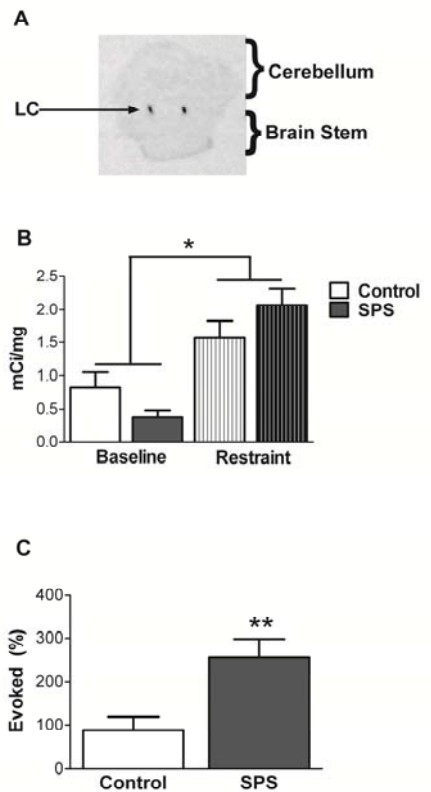 A
Cerebellum
LC
Brain Stem
B
*
2.5
2.0
1.5
1.0
0.5
0.0
mCi/mg
Control
SPS
Baseline
Restraint
C
400
300
200
100
0
Evoked (%)
**
Control
SPS